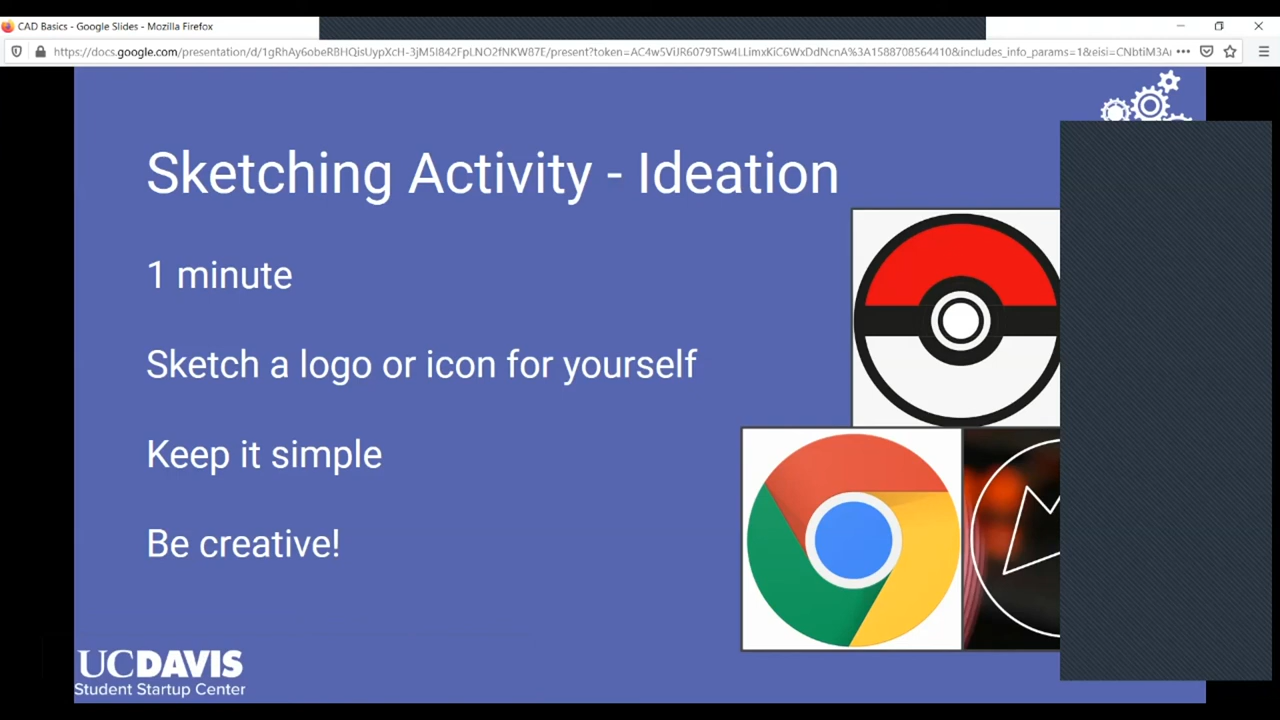 CAD Basics - Google Slides - Mozilla Firefox
https://docs.google.com/presentation/d/1gRhAy6obeRBHQisUypXcH-3jM5I842FpLNO2fNKW87E/present?token=AC4w5ViJR6079TSw4LLimxKiC6WxDdNcnA%3A1588708564410&includes_info_params=1&eisi=CNbtiM3A
Sketching Activity - Ideation
1 minute
Sketch a logo or icon for yourself
Keep it simple
Be creative!
UCDAVIS
Student Startup Center